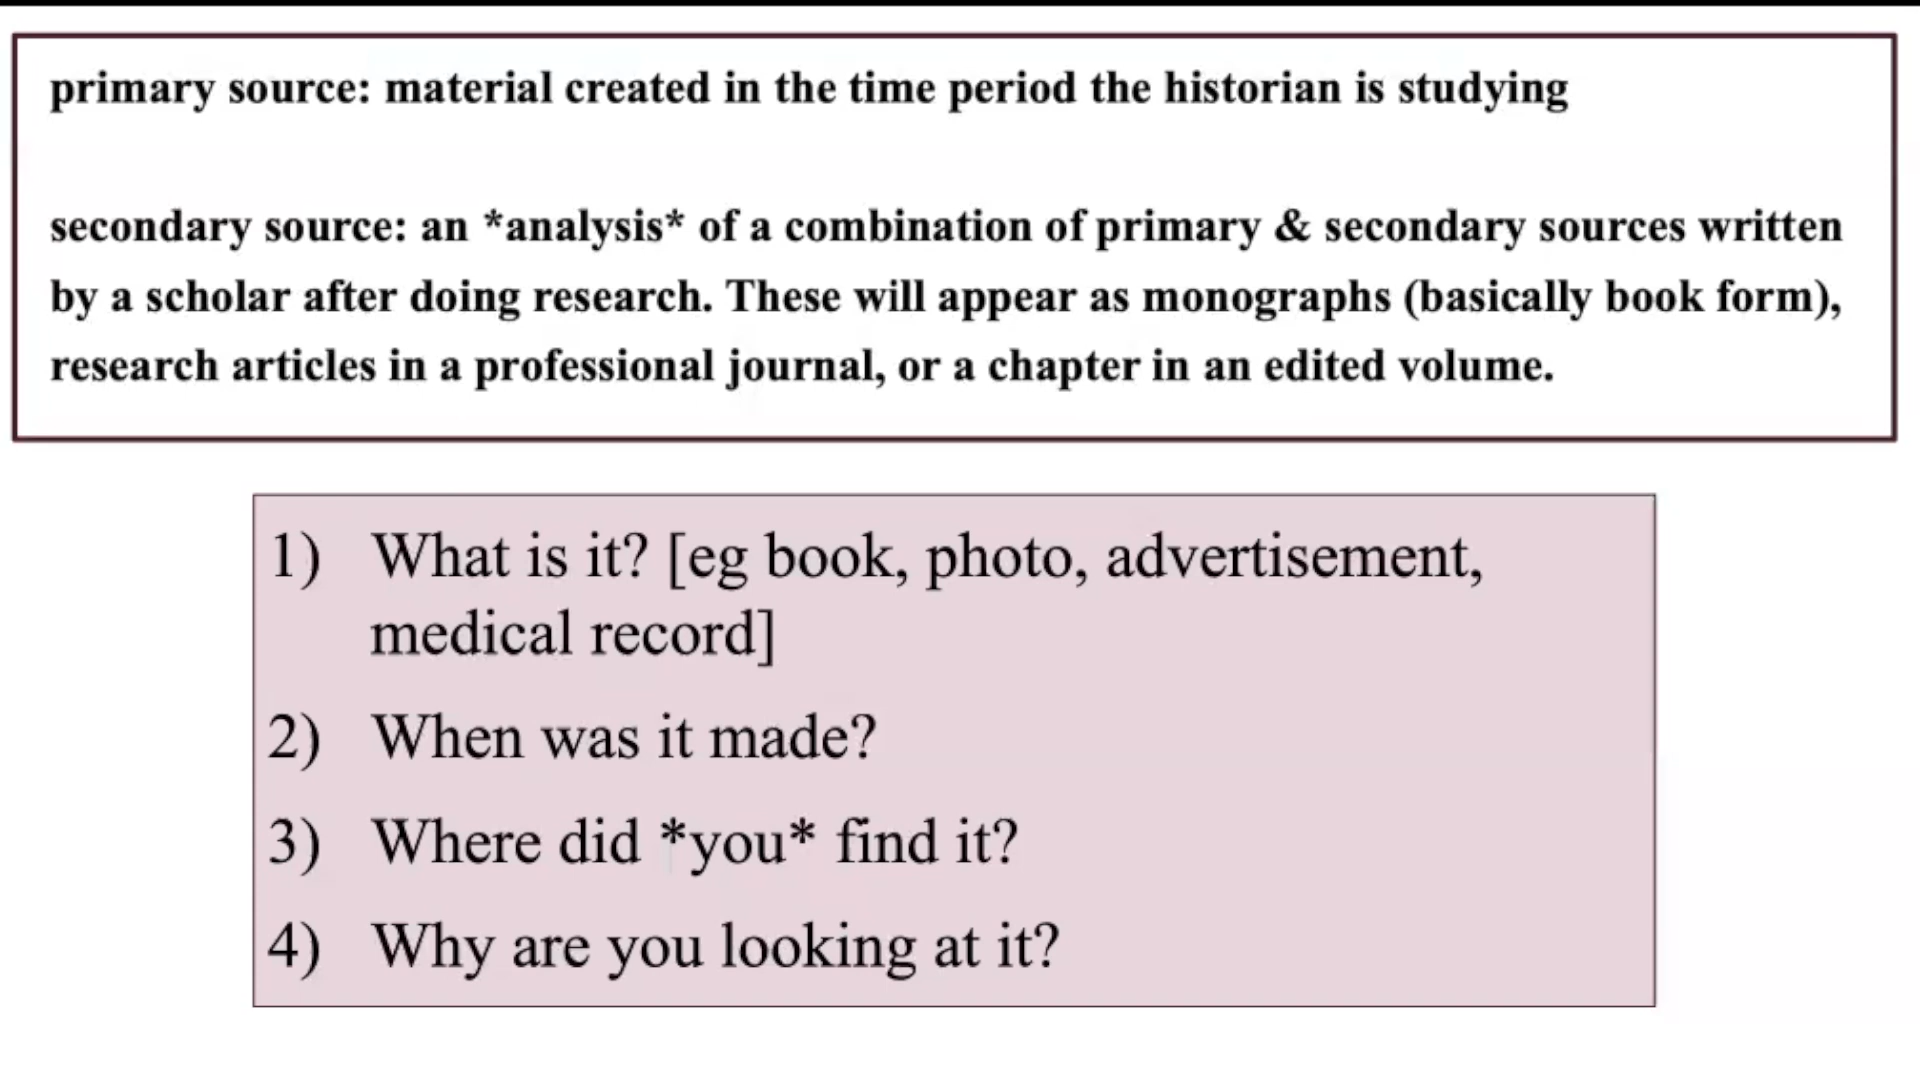 primary source: material created in the time period the historian is studying
secondary source: an *analysis* of a combination of primary & secondary sources written
by a scholar after doing research. These will appear as monographs (basically book form),
research articles in a professional journal, or a chapter in an edited volume.
1) What is it? [eg book, photo, advertisement,
medical record]
2) When was it made?
3) Where did *you* find it?
4) Why are you looking at it?